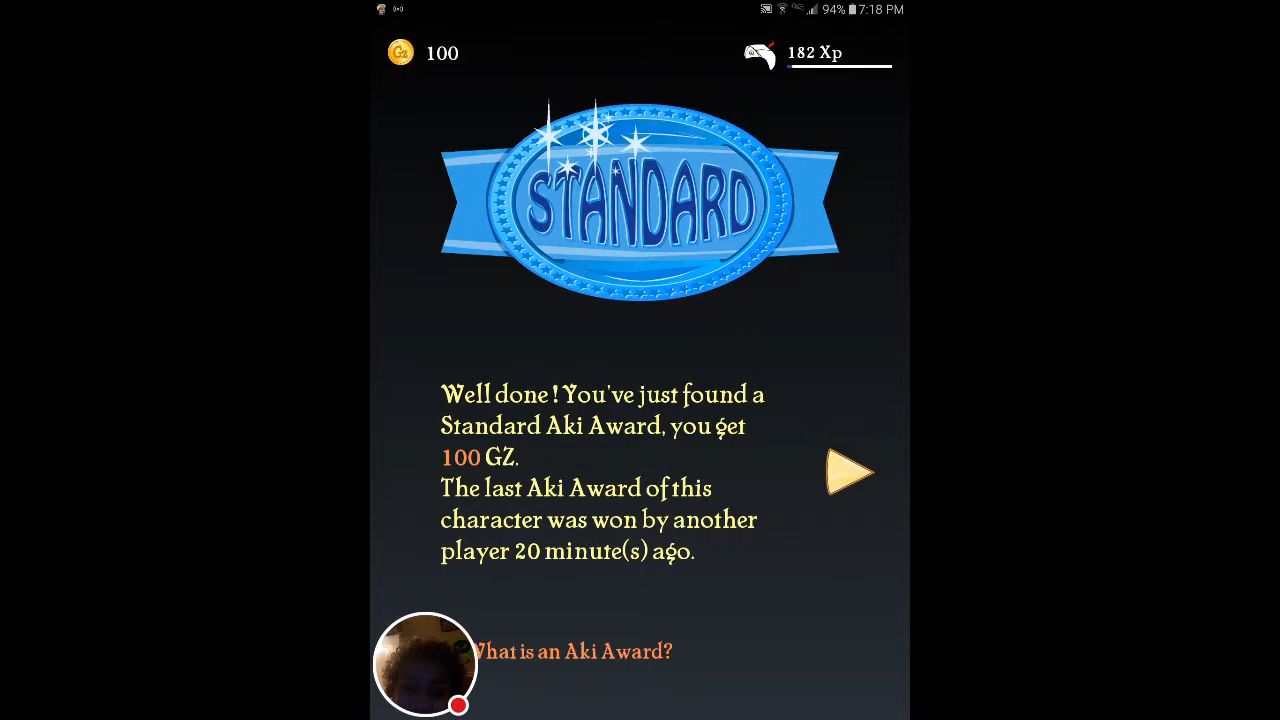 94% 7:18 PM
Gz 100 182 Xp
STANDARD
Well done ! You've just found a
Standard Aki Award, you get
100 GZ.
The last Aki Award of this
character was won by another
player 20 minute(s) ago.
What is an Aki Award?